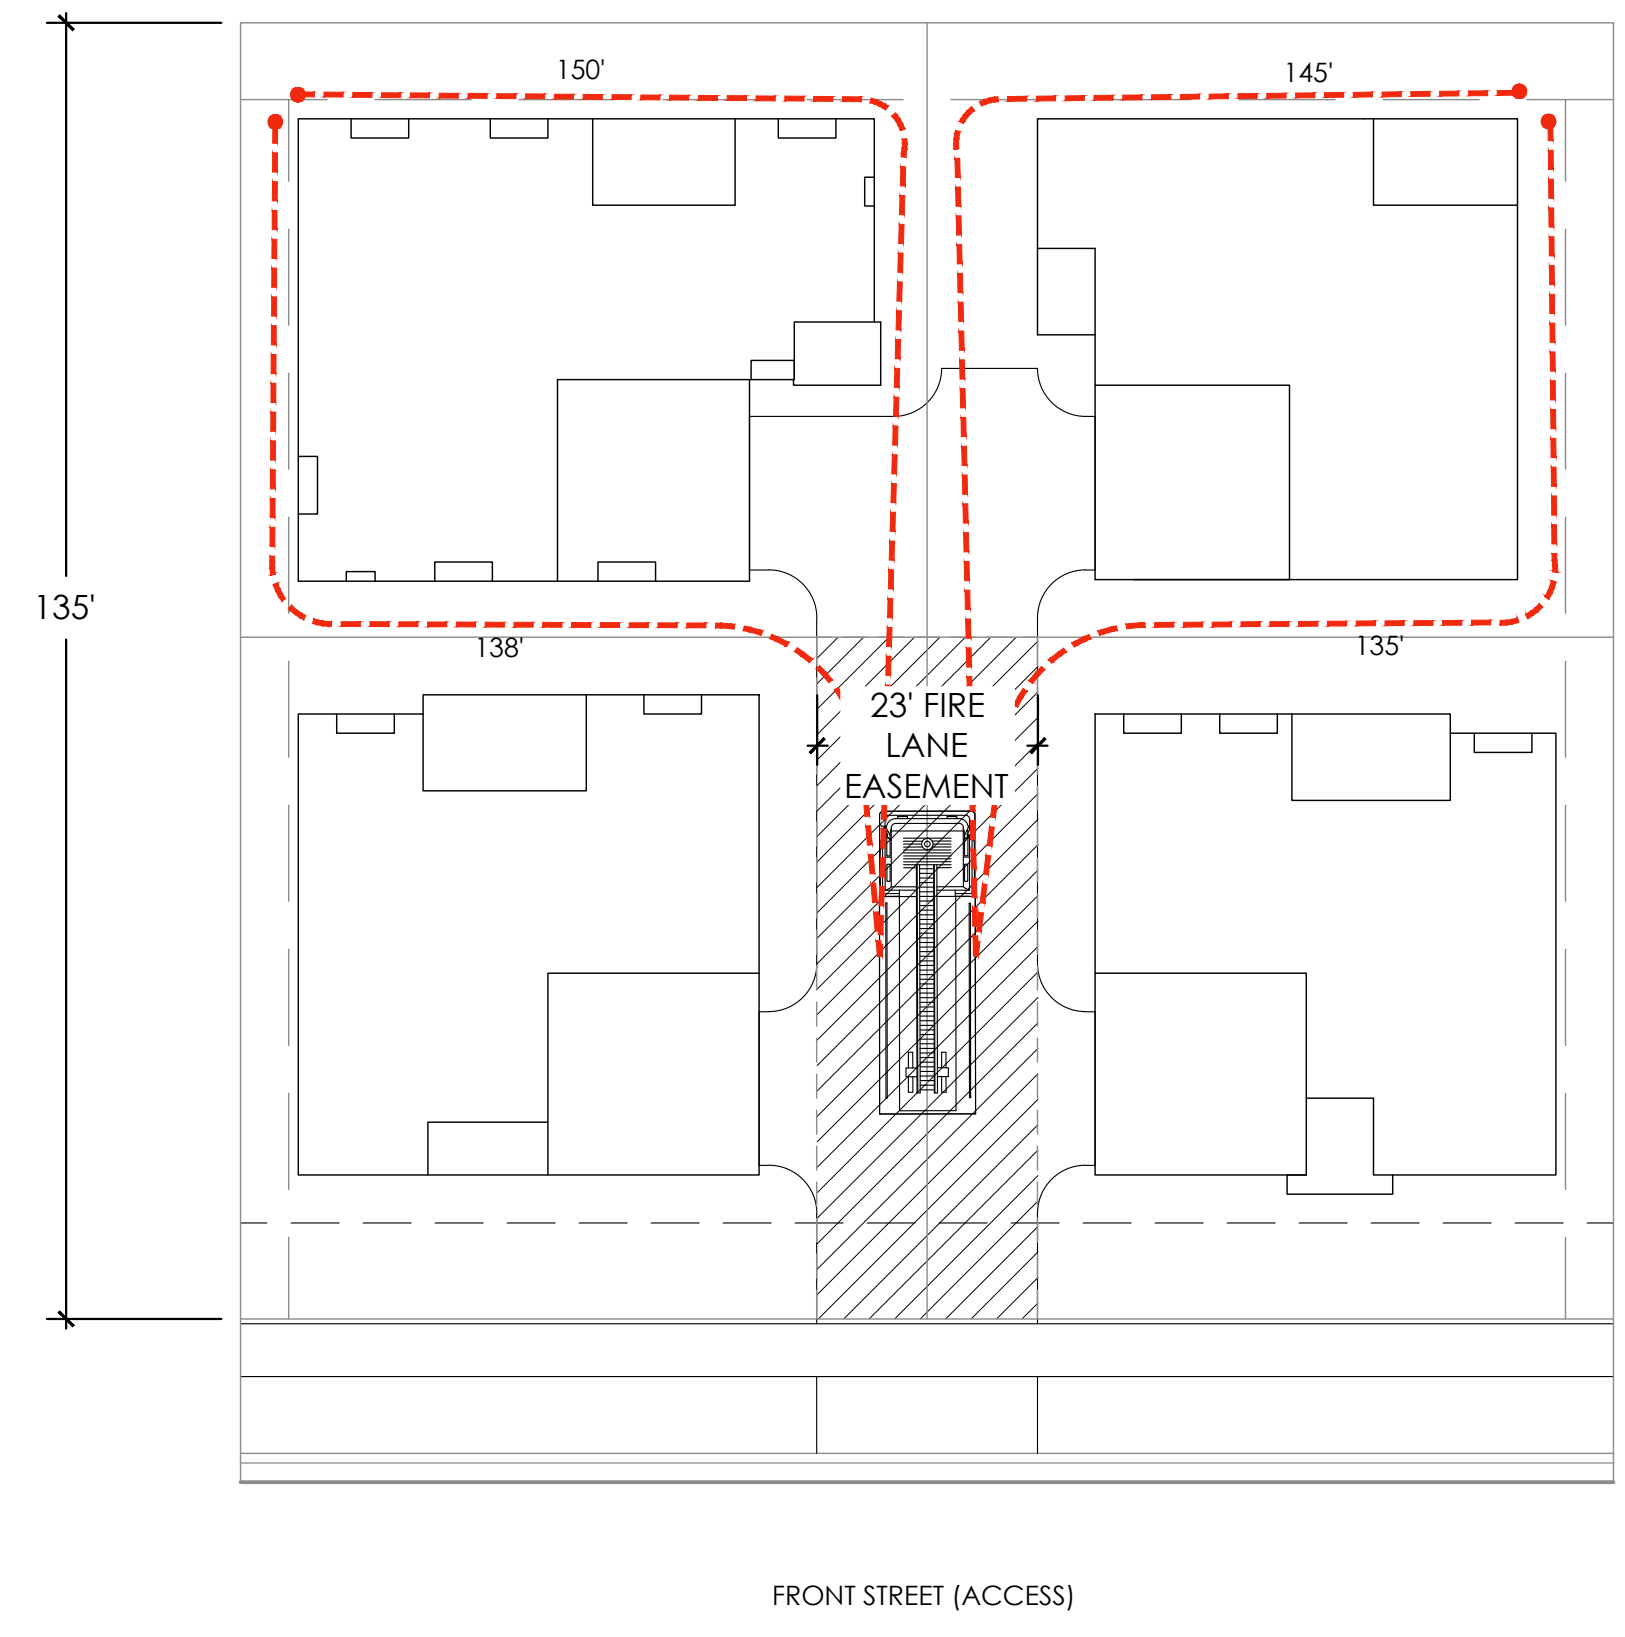 150'
145'
135'
138'
135'
23' FIRE
LANE
EASEMENT
FRONT STREET (ACCESS)